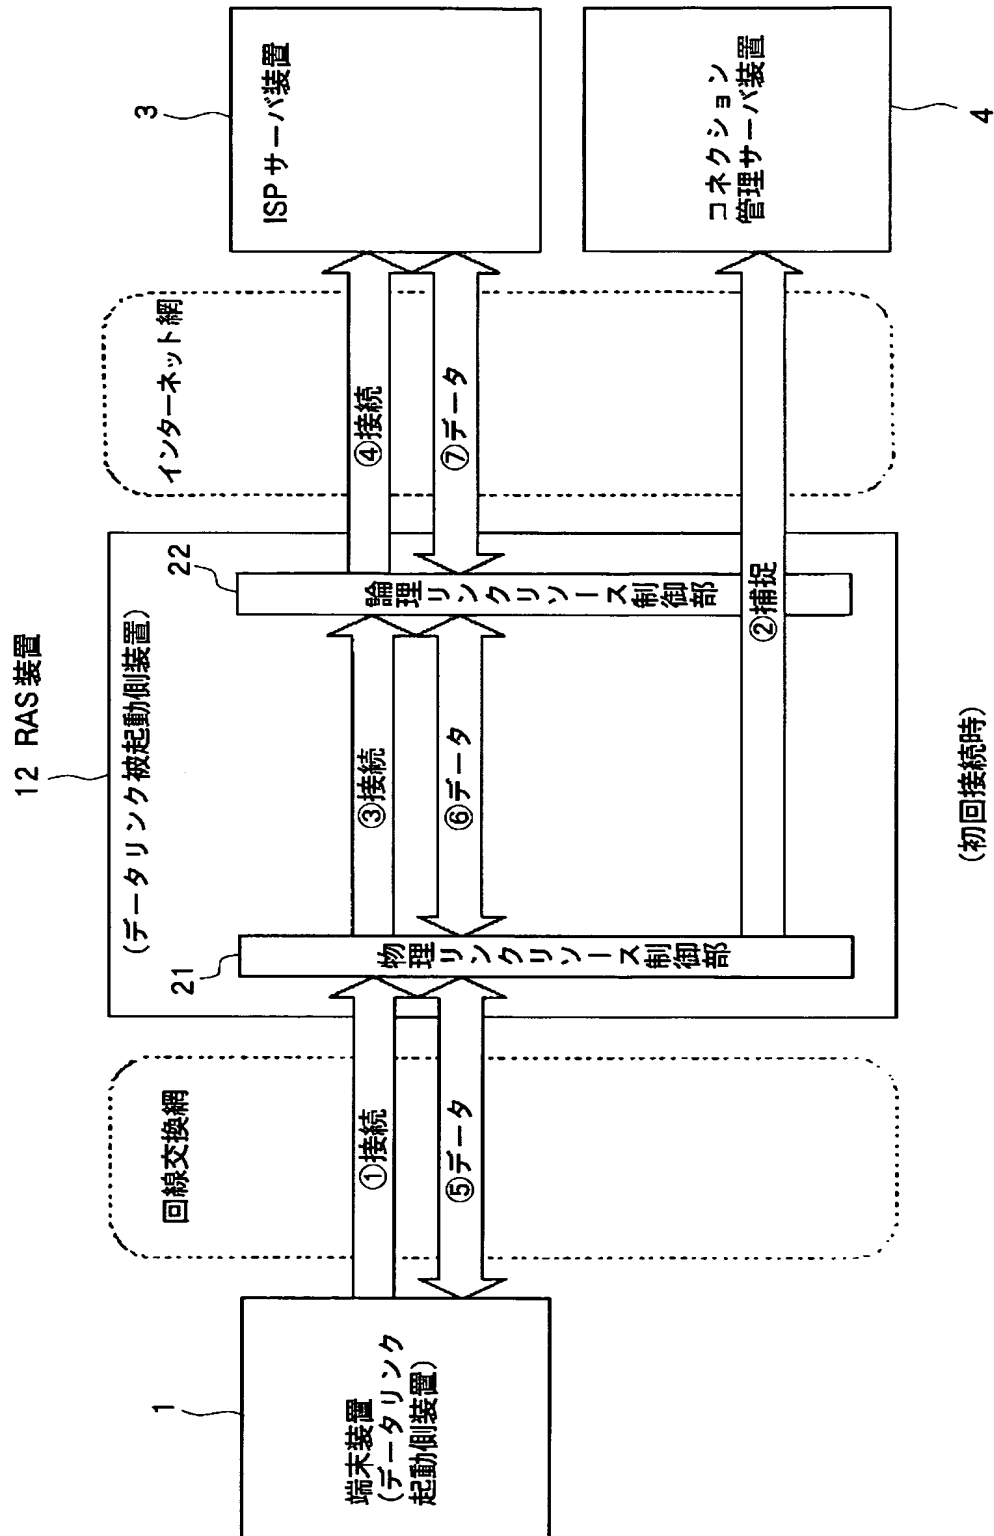 12 RAS装置
(データリンク被起動側装置)
回線交換網
インターネット網
1
端末装置
(データリンク
起動側装置)
21
物理リンクリソース制御部
22
論理リンクリソース制御部
3
ISPサーバ装置
4
コネクション
管理サーバ装置
①接続
③接続
④接続
⑤データ
⑥データ
⑦データ
②捕捉
(初回接続時)